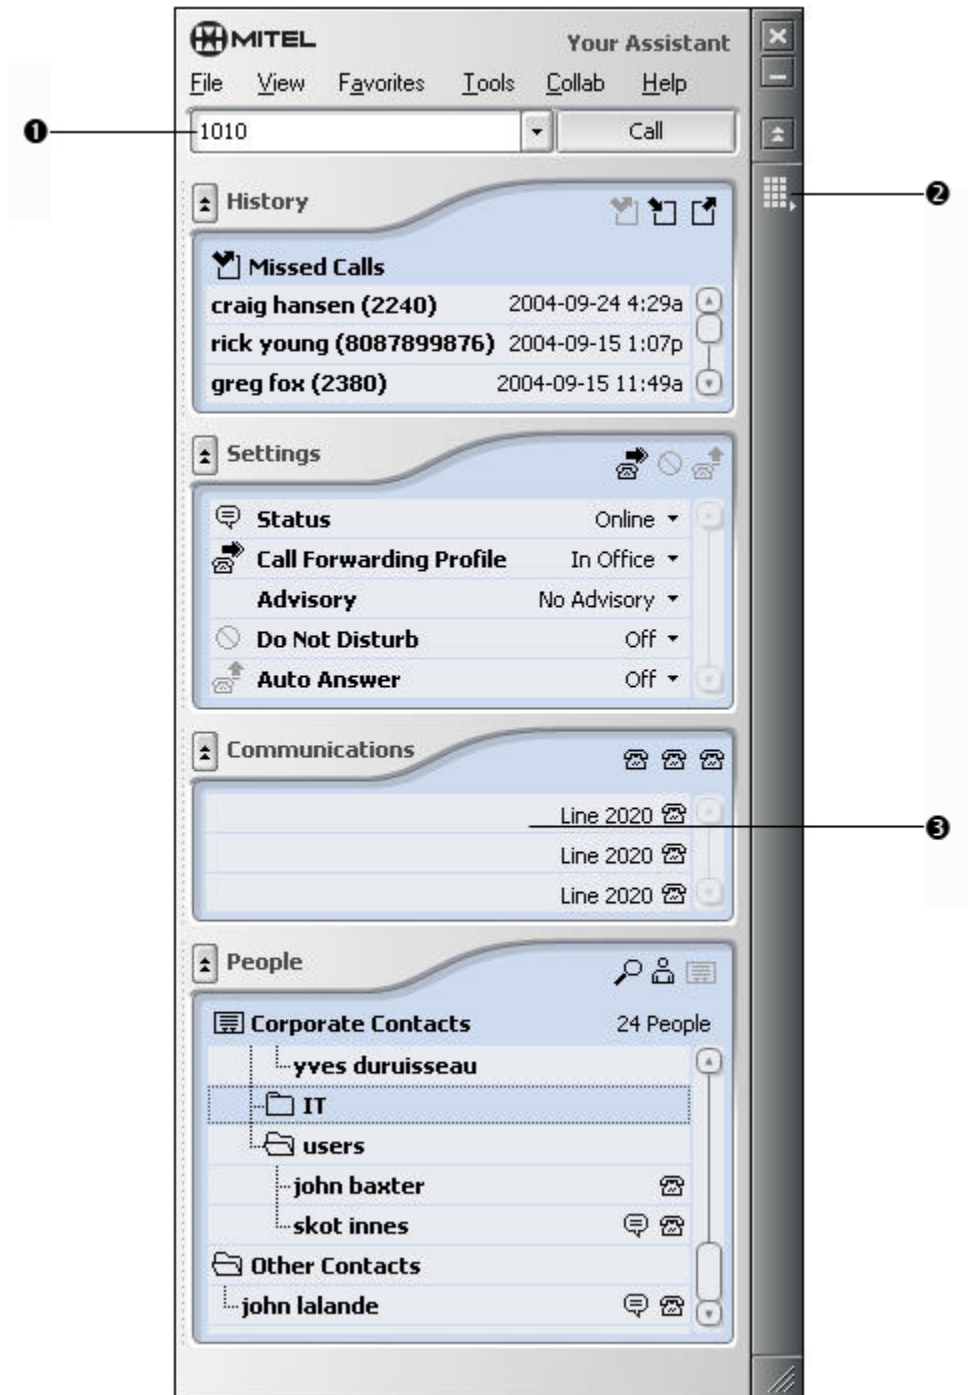 MITEL
Your Assistant
File View Favorites Tools Collab Help
❶
1010 Call
❷
History
Missed Calls
craig hansen (2240) 2004-09-24 4:29a
rick young (8087899876) 2004-09-15 1:07p
greg fox (2380) 2004-09-15 11:49a
Settings
Status Online
Call Forwarding Profile In Office
Advisory No Advisory
Do Not Disturb Off
Auto Answer Off
Communications
Line 2020
❸
Line 2020
Line 2020
People
Corporate Contacts 24 People
yves duruisseau
IT
users
john baxter
skot innes
Other Contacts
john lalande